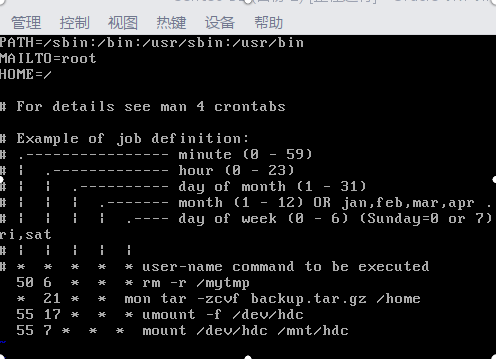 管理 控制 视图 热键 设备 帮助
PATH=/sbin:/bin:/usr/sbin:/usr/bin
MAILTO=root
HOME=/
# For details see man 4 crontabs
# Example of job definition:
# .---------------- minute (0 - 59)
# | .------------- hour (0 - 23)
# | | .---------- day of month (1 - 31)
# | | | .------- month (1 - 12) OR jan,feb,mar,apr .
# | | | | .---- day of week (0 - 6) (Sunday=0 or 7)
ri,sat
# | | | | |
# * * * * * user-name command to be executed
50 6 * * * rm -r /mytmp
* 21 * * mon tar -zcvf backup.tar.gz /home
55 17 * * * umount -f /dev/hdc
55 7 * * * mount /dev/hdc /mnt/hdc